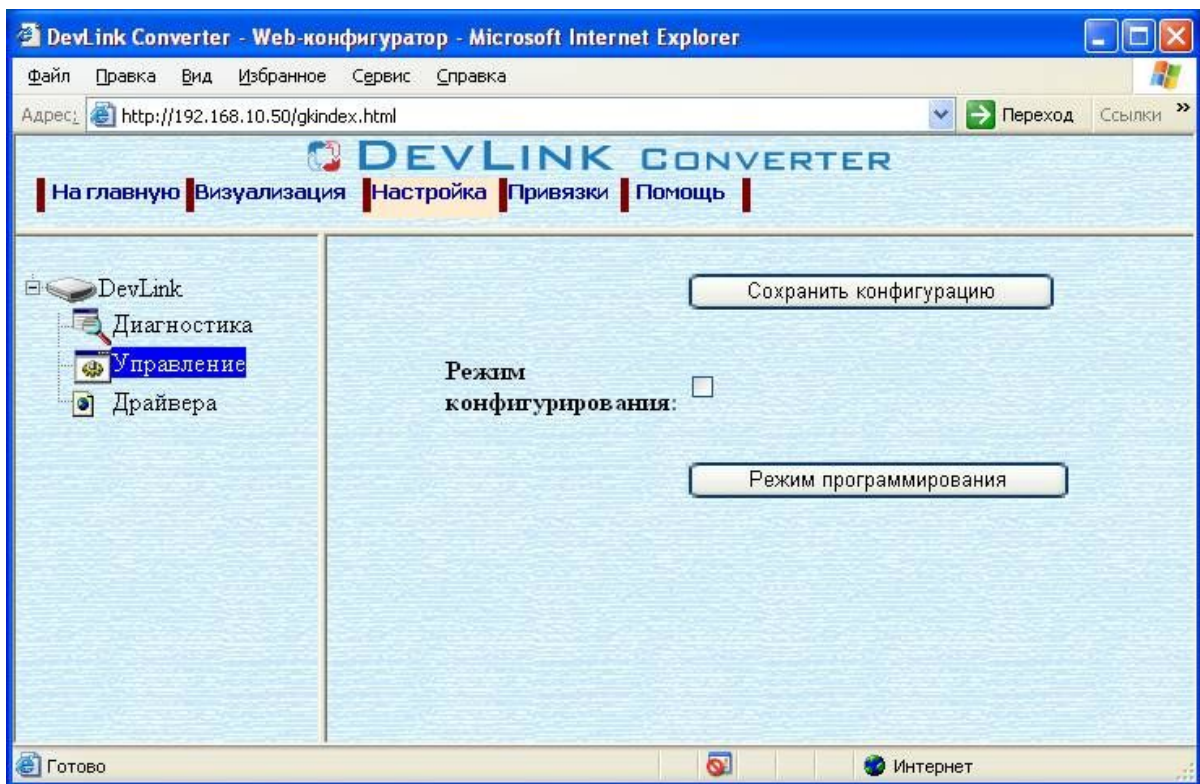 DevLink Converter - Web-конфигуратор - Microsoft Internet Explorer
Файл Правка Вид Избранное Сервис Справка
Адрес: http://192.168.10.50/gkindex.html Переход Ссылки »
DEVLINK CONVERTER
На главную Визуализация Настройка Привязки Помощь
DevLink
Диагностика
Управление
Драйвера
Сохранить конфигурацию
Режим
конфигурирования:
Режим программирования
Готово Интернет